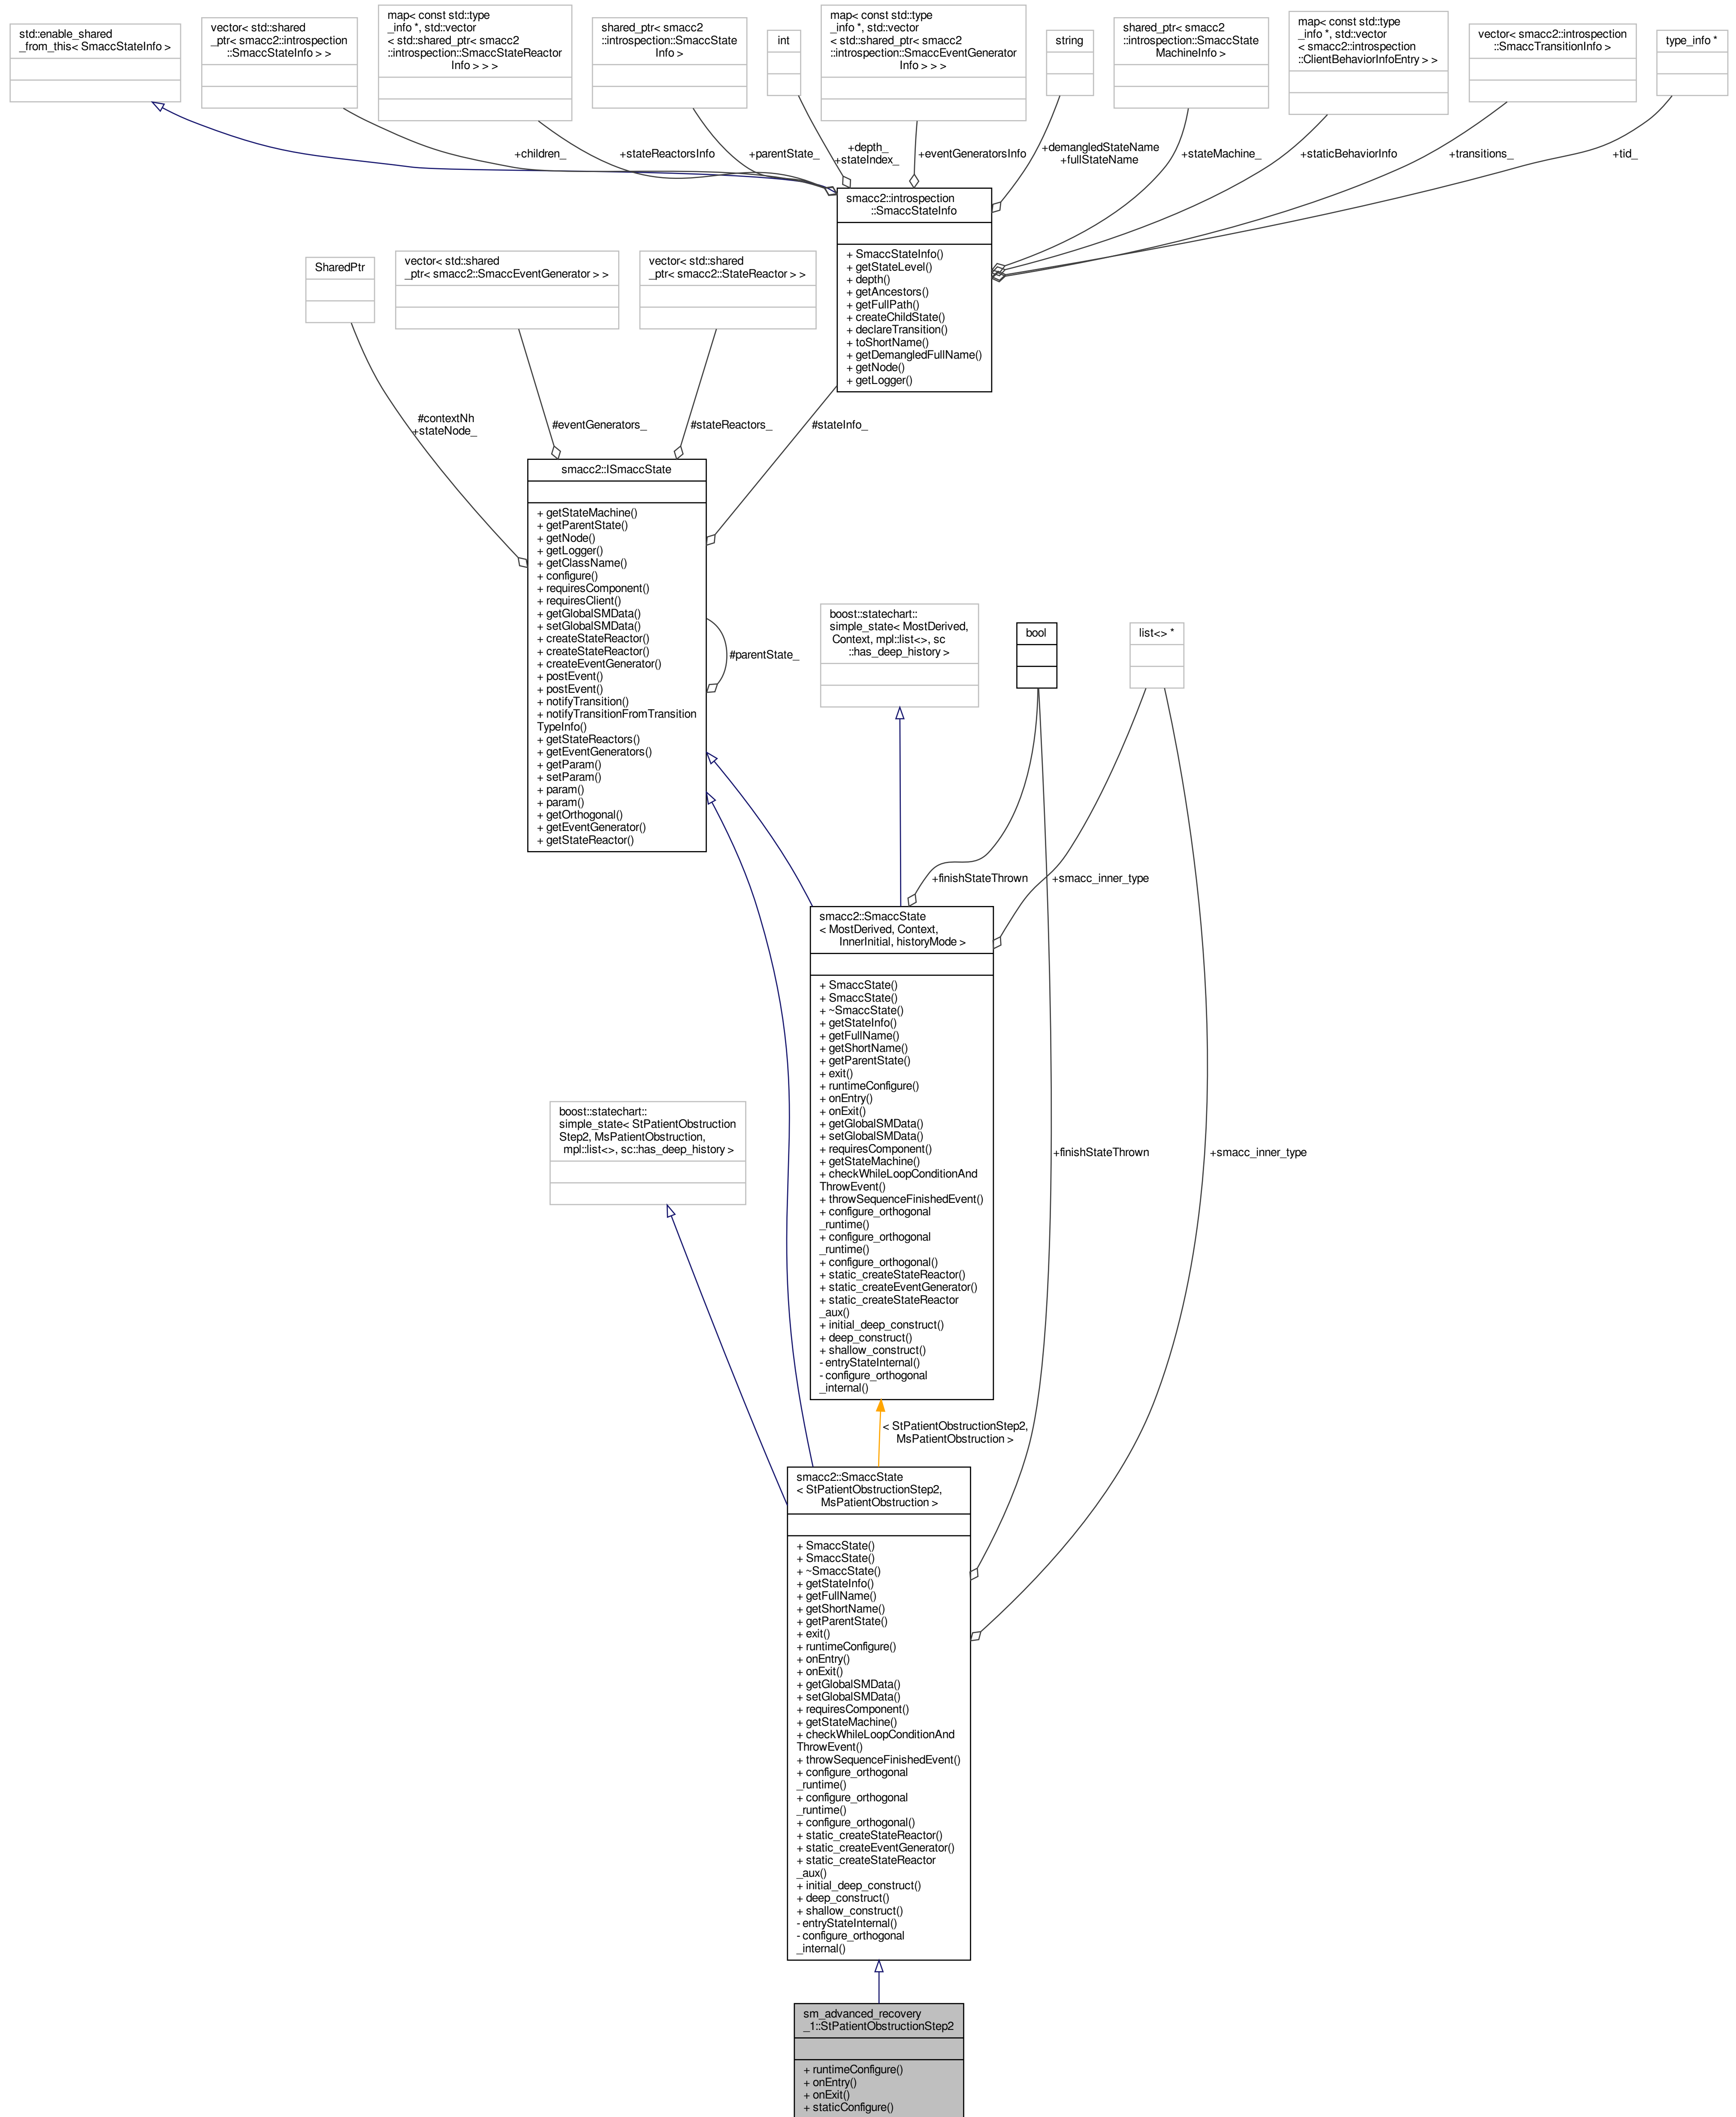 std::enable_shared
_from_this< SmaccStateInfo >
vector< std::shared
_ptr< smacc2::introspection
::SmaccStateInfo > >
map< const std::type
_info *, std::vector
< std::shared_ptr< smacc2
::introspection::SmaccStateReactor
Info > > >
shared_ptr< smacc2
::introspection::SmaccState
Info >
int
map< const std::type
_info *, std::vector
< std::shared_ptr< smacc2
::introspection::SmaccEventGenerator
Info > > >
string
shared_ptr< smacc2
::introspection::SmaccState
MachineInfo >
map< const std::type
_info *, std::vector
< smacc2::introspection
::ClientBehaviorInfoEntry > >
vector< smacc2::introspection
::SmaccTransitionInfo >
type_info *
+children_
+stateReactorsInfo
+parentState_
+depth_
+stateIndex_
+eventGeneratorsInfo
+demangledStateName
+fullStateName
+stateMachine_
+staticBehaviorInfo
+transitions_
+tid_
smacc2::introspection
::SmaccStateInfo
+ SmaccStateInfo()
+ getStateLevel()
+ depth()
+ getAncestors()
+ getFullPath()
+ createChildState()
+ declareTransition()
+ toShortName()
+ getDemangledFullName()
+ getNode()
+ getLogger()
SharedPtr
vector< std::shared
_ptr< smacc2::SmaccEventGenerator > >
vector< std::shared
_ptr< smacc2::StateReactor > >
#contextNh
+stateNode_
#eventGenerators_
#stateReactors_
#stateInfo_
smacc2::ISmaccState
+ getStateMachine()
+ getParentState()
+ getNode()
+ getLogger()
+ getClassName()
+ configure()
+ requiresComponent()
+ requiresClient()
+ getGlobalSMData()
+ setGlobalSMData()
+ createStateReactor()
+ createStateReactor()
+ createEventGenerator()
+ postEvent()
+ postEvent()
+ notifyTransition()
+ notifyTransitionFromTransition
TypeInfo()
+ getStateReactors()
+ getEventGenerators()
+ getParam()
+ setParam()
+ param()
+ param()
+ getOrthogonal()
+ getEventGenerator()
+ getStateReactor()
#parentState_
boost::statechart::
simple_state< MostDerived,
Context, mpl::list<>, sc
::has_deep_history >
bool
list<> *
+finishStateThrown
+smacc_inner_type
smacc2::SmaccState
< MostDerived, Context,
InnerInitial, historyMode >
+ SmaccState()
+ SmaccState()
+ ~SmaccState()
+ getStateInfo()
+ getFullName()
+ getShortName()
+ getParentState()
+ exit()
+ runtimeConfigure()
+ onEntry()
+ onExit()
+ getGlobalSMData()
+ setGlobalSMData()
+ requiresComponent()
+ getStateMachine()
+ checkWhileLoopConditionAnd
ThrowEvent()
+ throwSequenceFinishedEvent()
+ configure_orthogonal
_runtime()
+ configure_orthogonal
_runtime()
+ configure_orthogonal()
+ static_createStateReactor()
+ static_createEventGenerator()
+ static_createStateReactor
_aux()
+ initial_deep_construct()
+ deep_construct()
+ shallow_construct()
- entryStateInternal()
- configure_orthogonal
_internal()
boost::statechart::
simple_state< StPatientObstruction
Step2, MsPatientObstruction,
mpl::list<>, sc::has_deep_history >
+finishStateThrown
+smacc_inner_type
< StPatientObstructionStep2,
MsPatientObstruction >
smacc2::SmaccState
< StPatientObstructionStep2,
MsPatientObstruction >
+ SmaccState()
+ SmaccState()
+ ~SmaccState()
+ getStateInfo()
+ getFullName()
+ getShortName()
+ getParentState()
+ exit()
+ runtimeConfigure()
+ onEntry()
+ onExit()
+ getGlobalSMData()
+ setGlobalSMData()
+ requiresComponent()
+ getStateMachine()
+ checkWhileLoopConditionAnd
ThrowEvent()
+ throwSequenceFinishedEvent()
+ configure_orthogonal
_runtime()
+ configure_orthogonal
_runtime()
+ configure_orthogonal()
+ static_createStateReactor()
+ static_createEventGenerator()
+ static_createStateReactor
_aux()
+ initial_deep_construct()
+ deep_construct()
+ shallow_construct()
- entryStateInternal()
- configure_orthogonal
_internal()
sm_advanced_recovery
_1::StPatientObstructionStep2
+ runtimeConfigure()
+ onEntry()
+ onExit()
+ staticConfigure()